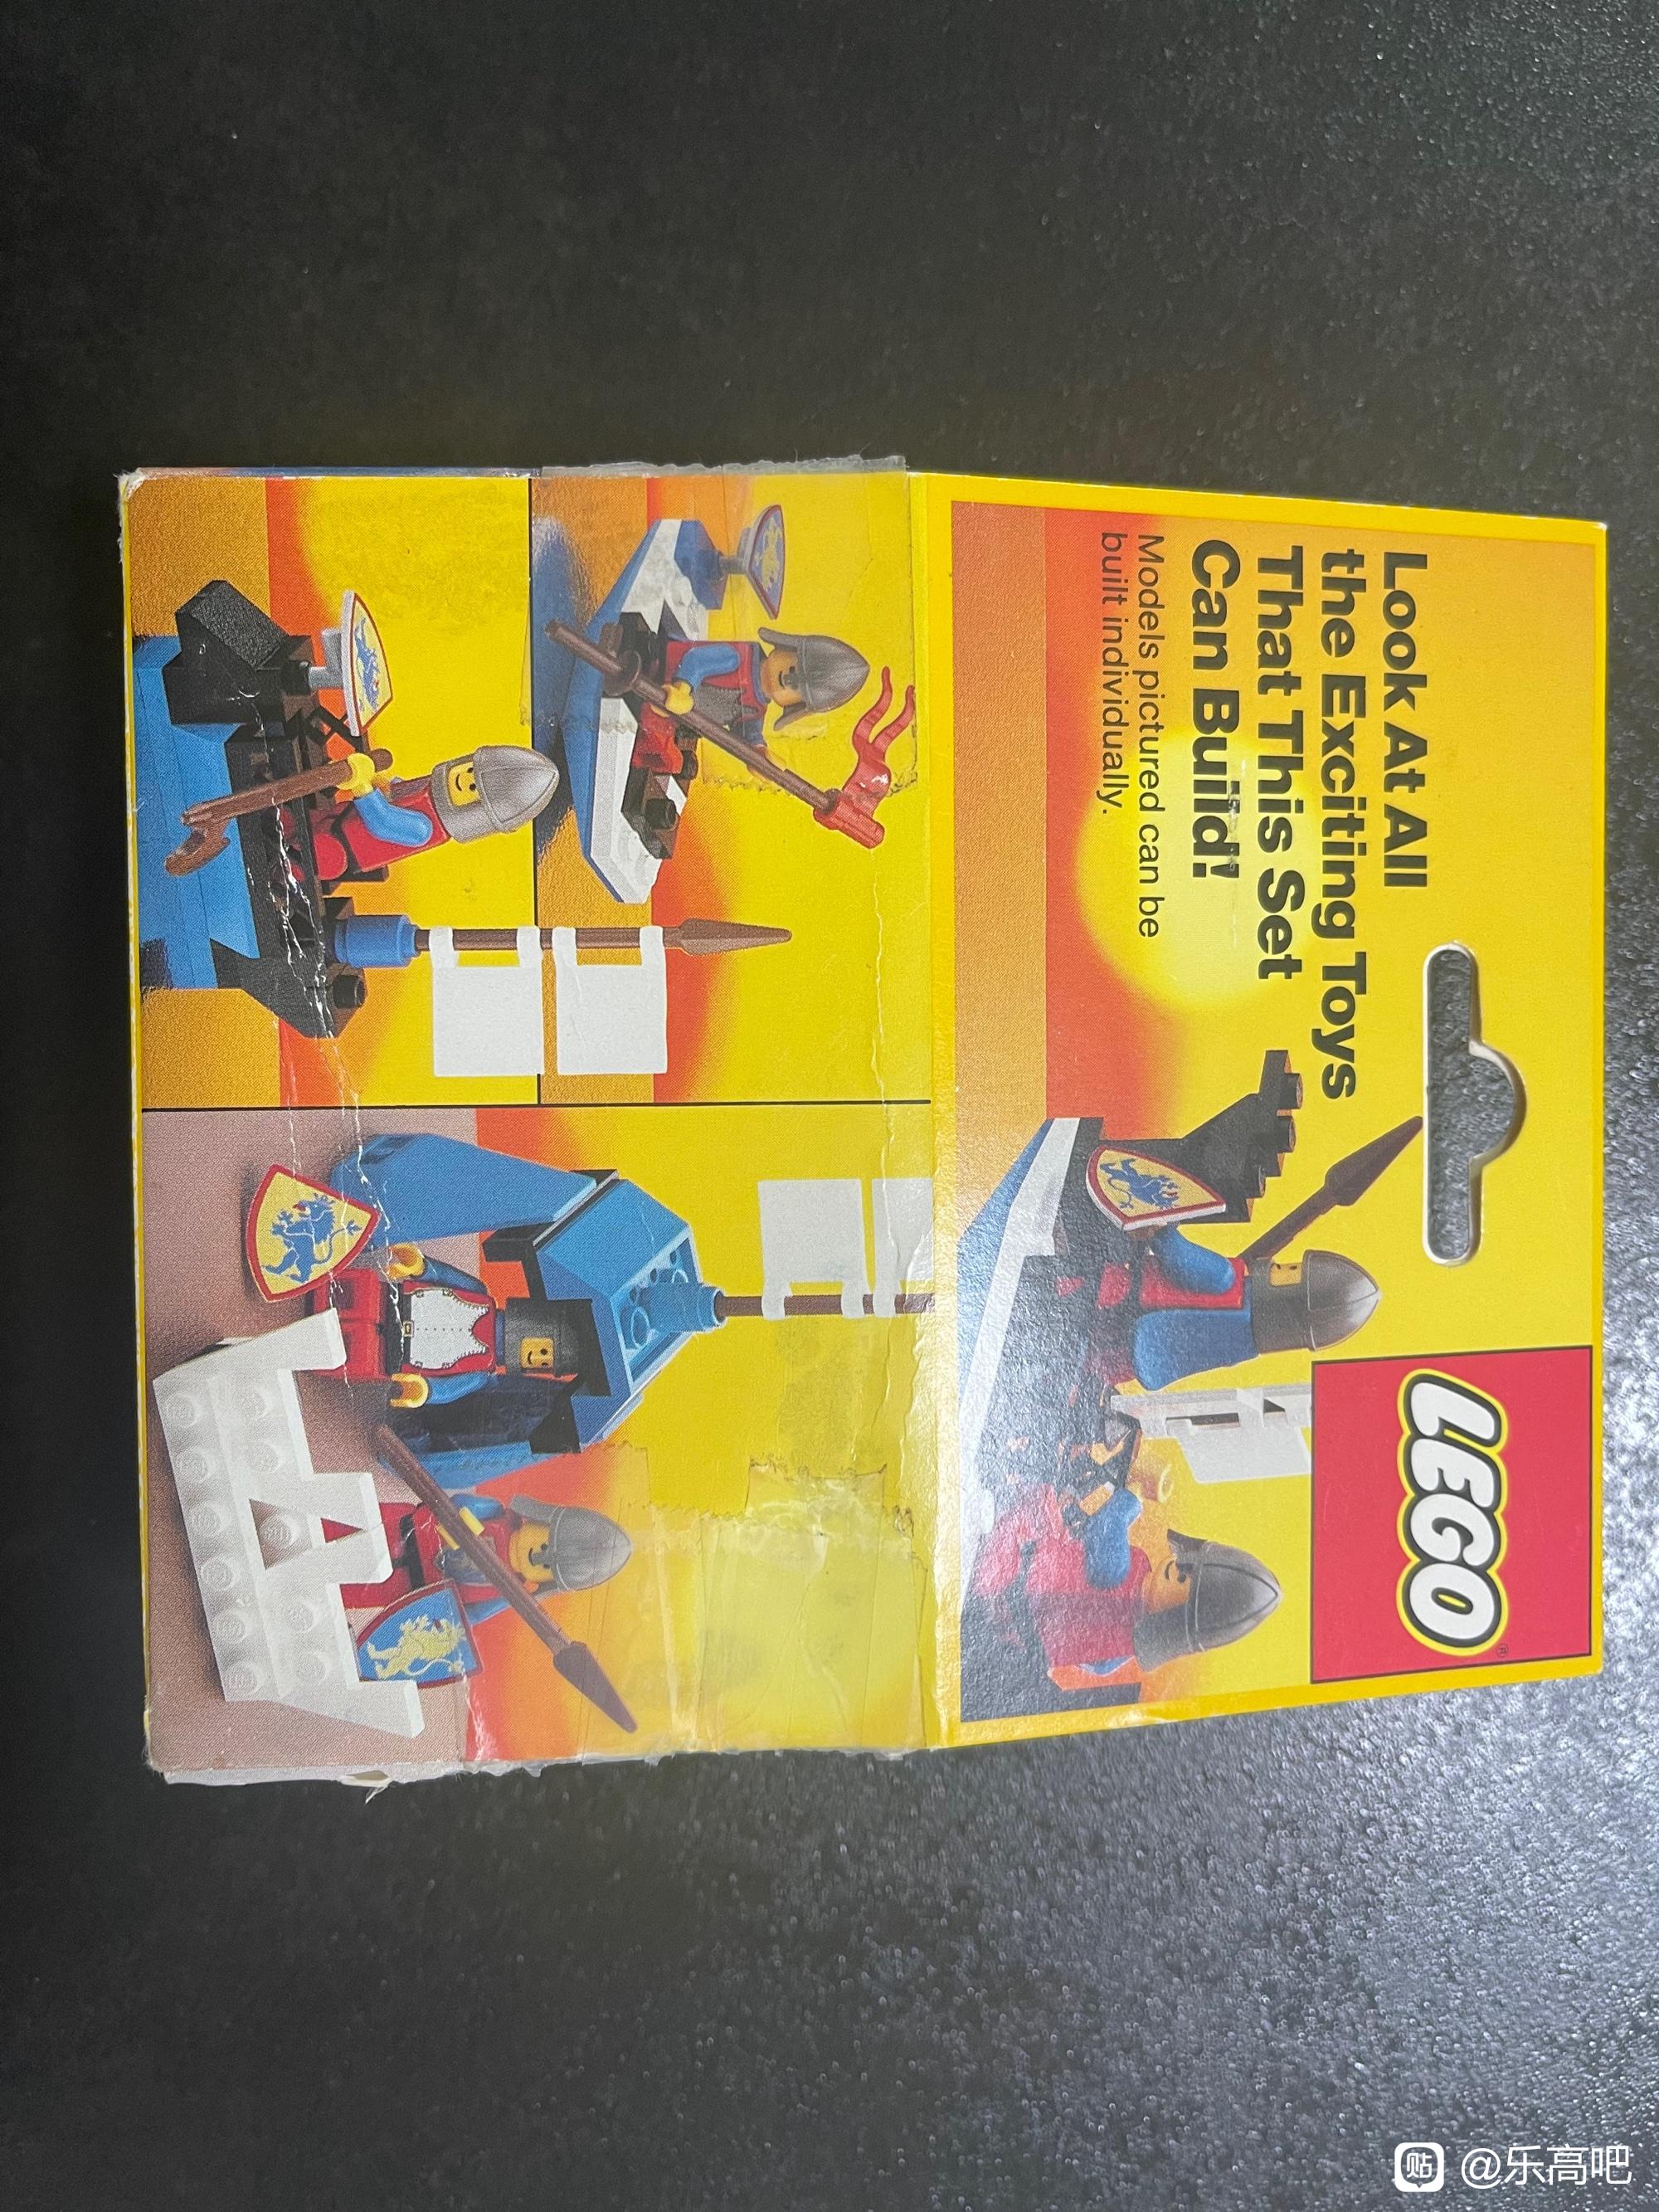 Look At All
the Exciting Toys
That This Set
Can Build!
Models pictured can be
built individually.
LEGO®
贴 @乐高吧